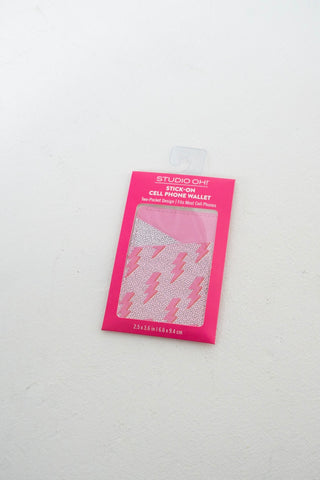 STUDIO OH!
STICK-ON
CELL PHONE WALLET
Two-Pocket Design | Fits Most Cell Phones
2.5 x 3.6 in | 6.0 x 9.4 cm